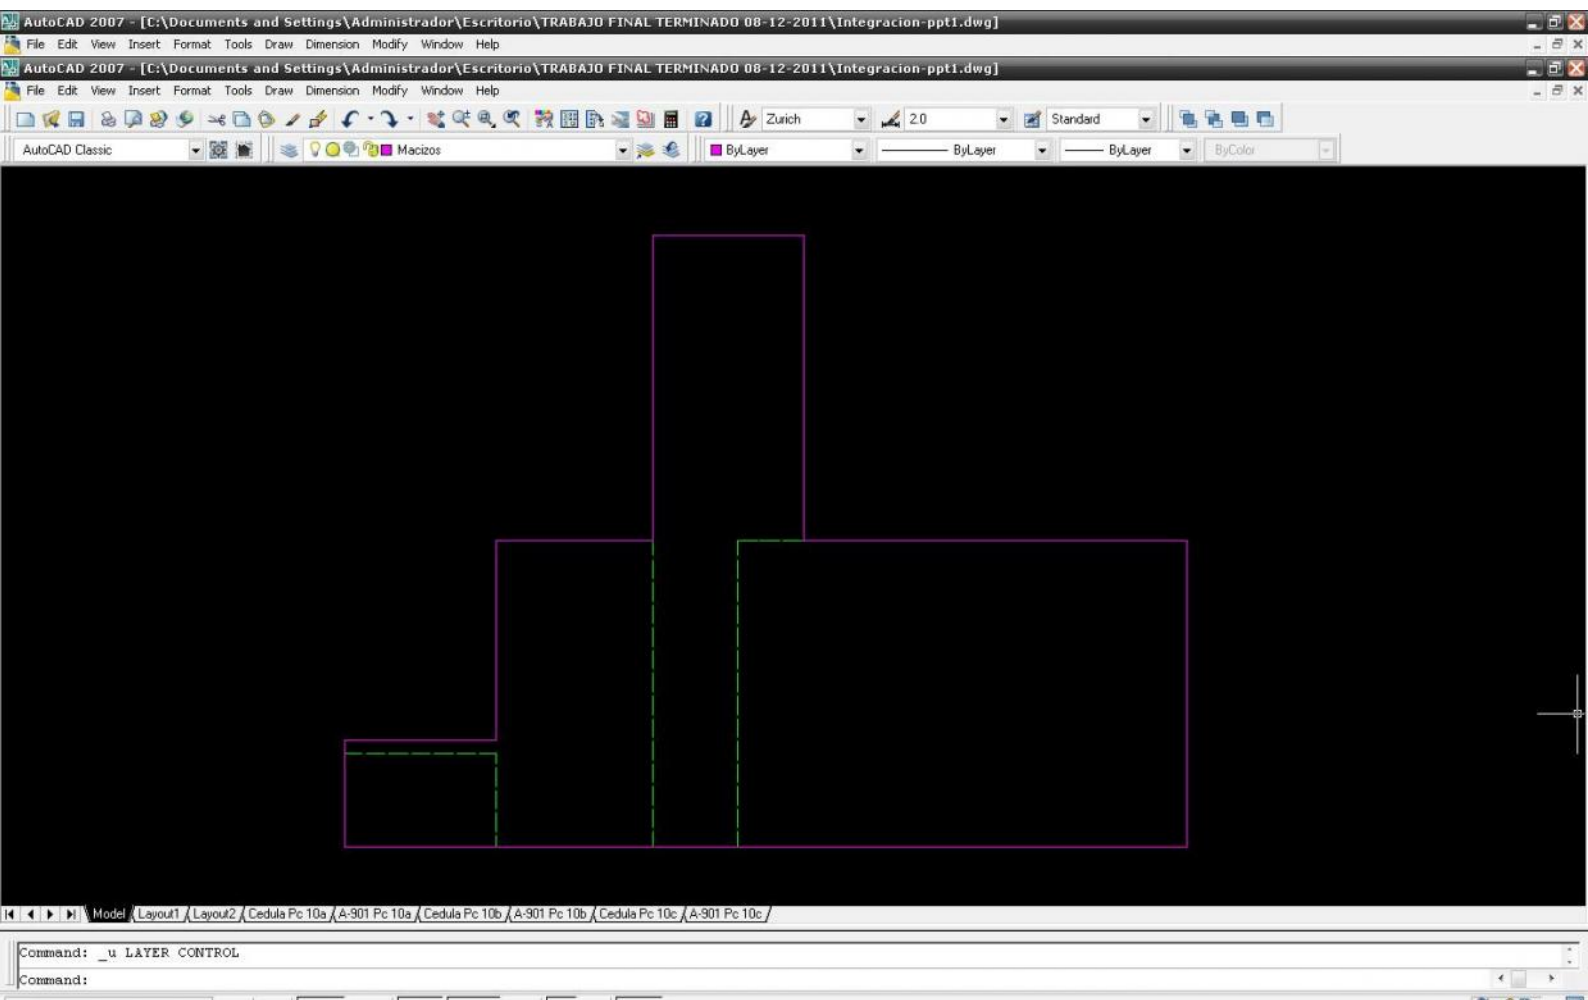 AutoCAD 2007 - [C:\Documents and Settings\Administrador\Escritorio\TRABAJO FINAL TERMINADO 08-12-2011\Integracion-ppt1.dwg]
File Edit View Insert Format Tools Draw Dimension Modify Window Help
AutoCAD 2007 - [C:\Documents and Settings\Administrador\Escritorio\TRABAJO FINAL TERMINADO 08-12-2011\Integracion-ppt1.dwg]
File Edit View Insert Format Tools Draw Dimension Modify Window Help
Zurich 2.0 Standard
AutoCAD Classic Macizos ByLayer ByLayer ByLayer ByColor
Model Layout1 Layout2 Cedula Pc 10a A-901 Pc 10a Cedula Pc 10b A-901 Pc 10b Cedula Pc 10c A-901 Pc 10c
Command: _u LAYER CONTROL
Command: